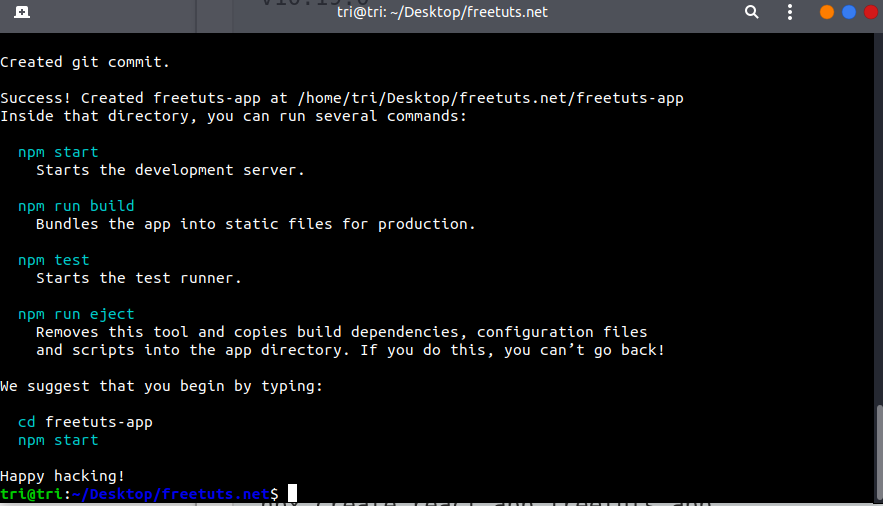 tri@tri: ~/Desktop/freetuts.net
Created git commit.
Success! Created freetuts-app at /home/tri/Desktop/freetuts.net/freetuts-app
Inside that directory, you can run several commands:
npm start
Starts the development server.
npm run build
Bundles the app into static files for production.
npm test
Starts the test runner.
npm run eject
Removes this tool and copies build dependencies, configuration files
and scripts into the app directory. If you do this, you can’t go back!
We suggest that you begin by typing:
cd freetuts-app
npm start
Happy hacking!
tri@tri:~/Desktop/freetuts.net$